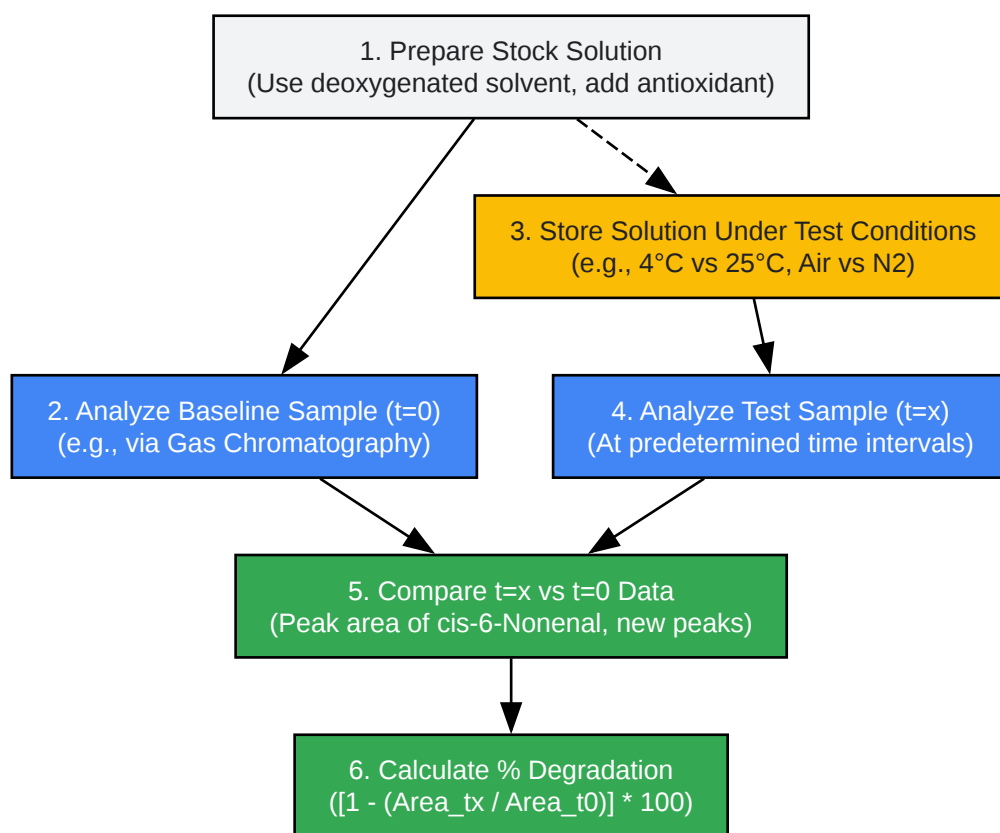 1. Prepare Stock Solution
(Use deoxygenated solvent, add antioxidant)
3. Store Solution Under Test Conditions
(e.g., 4°C vs 25°C, Air vs N2)
2. Analyze Baseline Sample (t=0)
(e.g., via Gas Chromatography)
4. Analyze Test Sample (t=x)
(At predetermined time intervals)
5. Compare t=x vs t=0 Data
(Peak area of cis-6-Nonenal, new peaks)
6. Calculate % Degradation
([1 - (Area_tx / Area_t0)] * 100)